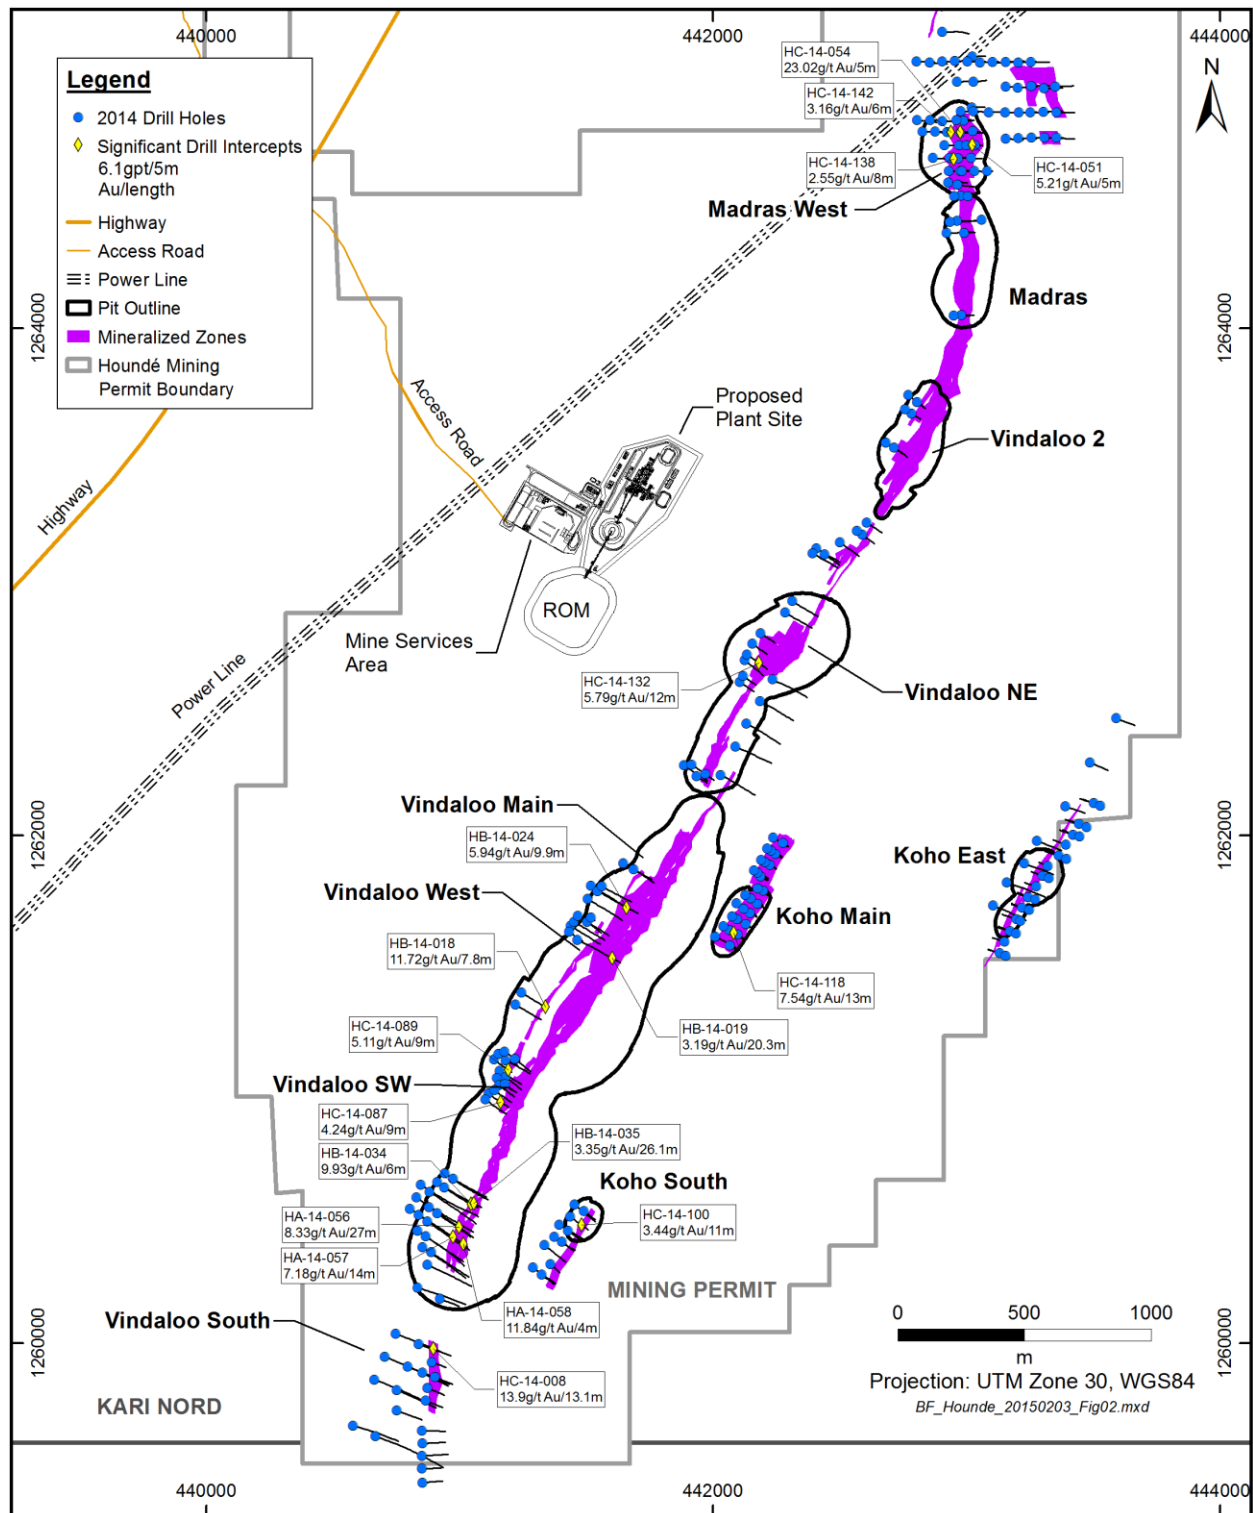 440000
442000
444000
Legend
2014 Drill Holes
Significant Drill Intercepts
6.1gpt/5m
Au/length
Highway
Access Road
Power Line
Pit Outline
Mineralized Zones
Houndé Mining
Permit Boundary
N
HC-14-054
23.02g/t Au/5m
HC-14-142
3.16g/t Au/6m
HC-14-138
2.55g/t Au/8m
HC-14-051
5.21g/t Au/5m
Madras West
Madras
1264000
1264000
Access Road
Proposed
Plant Site
Vindaloo 2
Highway
ROM
Mine Services
Area
Power Line
HC-14-132
5.79g/t Au/12m
Vindaloo NE
Vindaloo Main
HB-14-024
5.94g/t Au/9.9m
1262000
1262000
Koho East
Vindaloo West
Koho Main
HB-14-018
11.72g/t Au/7.8m
HC-14-118
7.54g/t Au/13m
HC-14-089
5.11g/t Au/9m
HB-14-019
3.19g/t Au/20.3m
Vindaloo SW
HC-14-087
4.24g/t Au/9m
HB-14-035
3.35g/t Au/26.1m
HB-14-034
9.93g/t Au/6m
Koho South
HA-14-056
8.33g/t Au/27m
HC-14-100
3.44g/t Au/11m
HA-14-057
7.18g/t Au/14m
MINING PERMIT
HA-14-058
11.84g/t Au/4m
Vindaloo South
1260000
1260000
0
500
1000
m
HC-14-008
13.9g/t Au/13.1m
Projection: UTM Zone 30, WGS84
BF_Hounde_20150203_Fig02.mxd
KARI NORD
440000
442000
444000